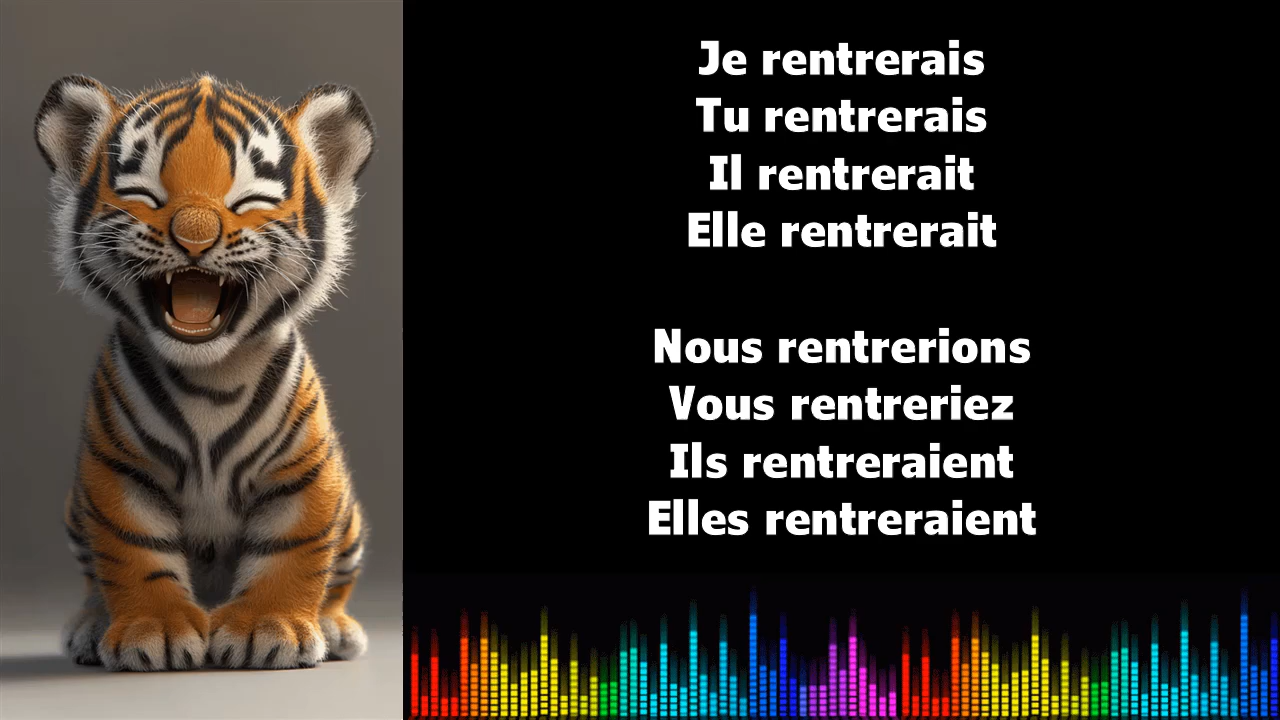 Je rentrerais
Tu rentrerais
Il rentrerait
Elle rentrerait
Nous rentrerions
Vous rentreriez
Ils rentreraient
Elles rentreraient